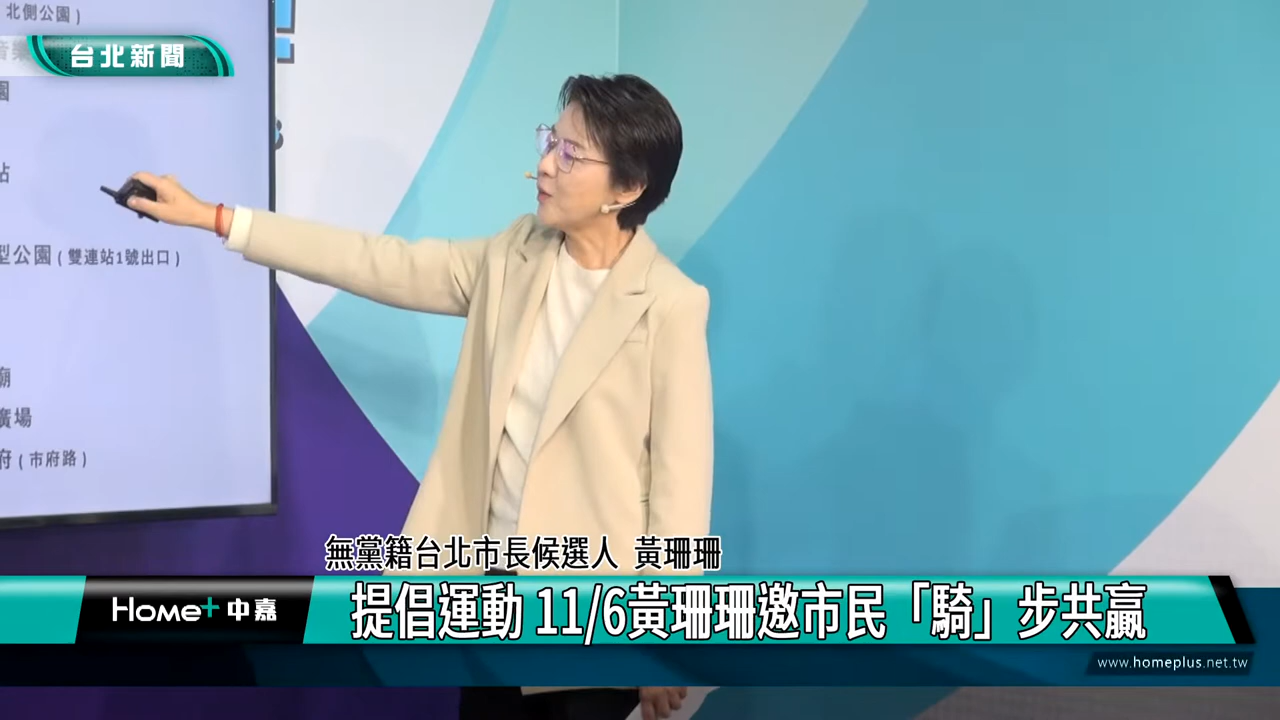 北側公園)
台北新聞
園
站
型公園(雙連站1號出口)
廟
廣場
府(市府路)
無黨籍台北市長候選人 黃珊珊
Home+中嘉
提倡運動 11/6黃珊珊邀市民「騎」步共贏
www.homeplus.net.tw